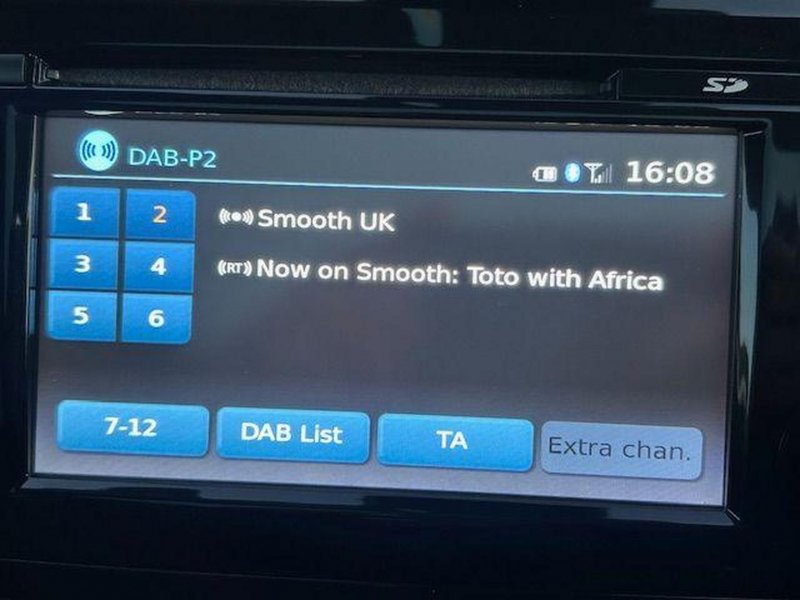 SD
DAB-P2
16:08
1 2
Smooth UK
3 4
RT Now on Smooth: Toto with Africa
5 6
7-12 DAB List TA Extra chan.